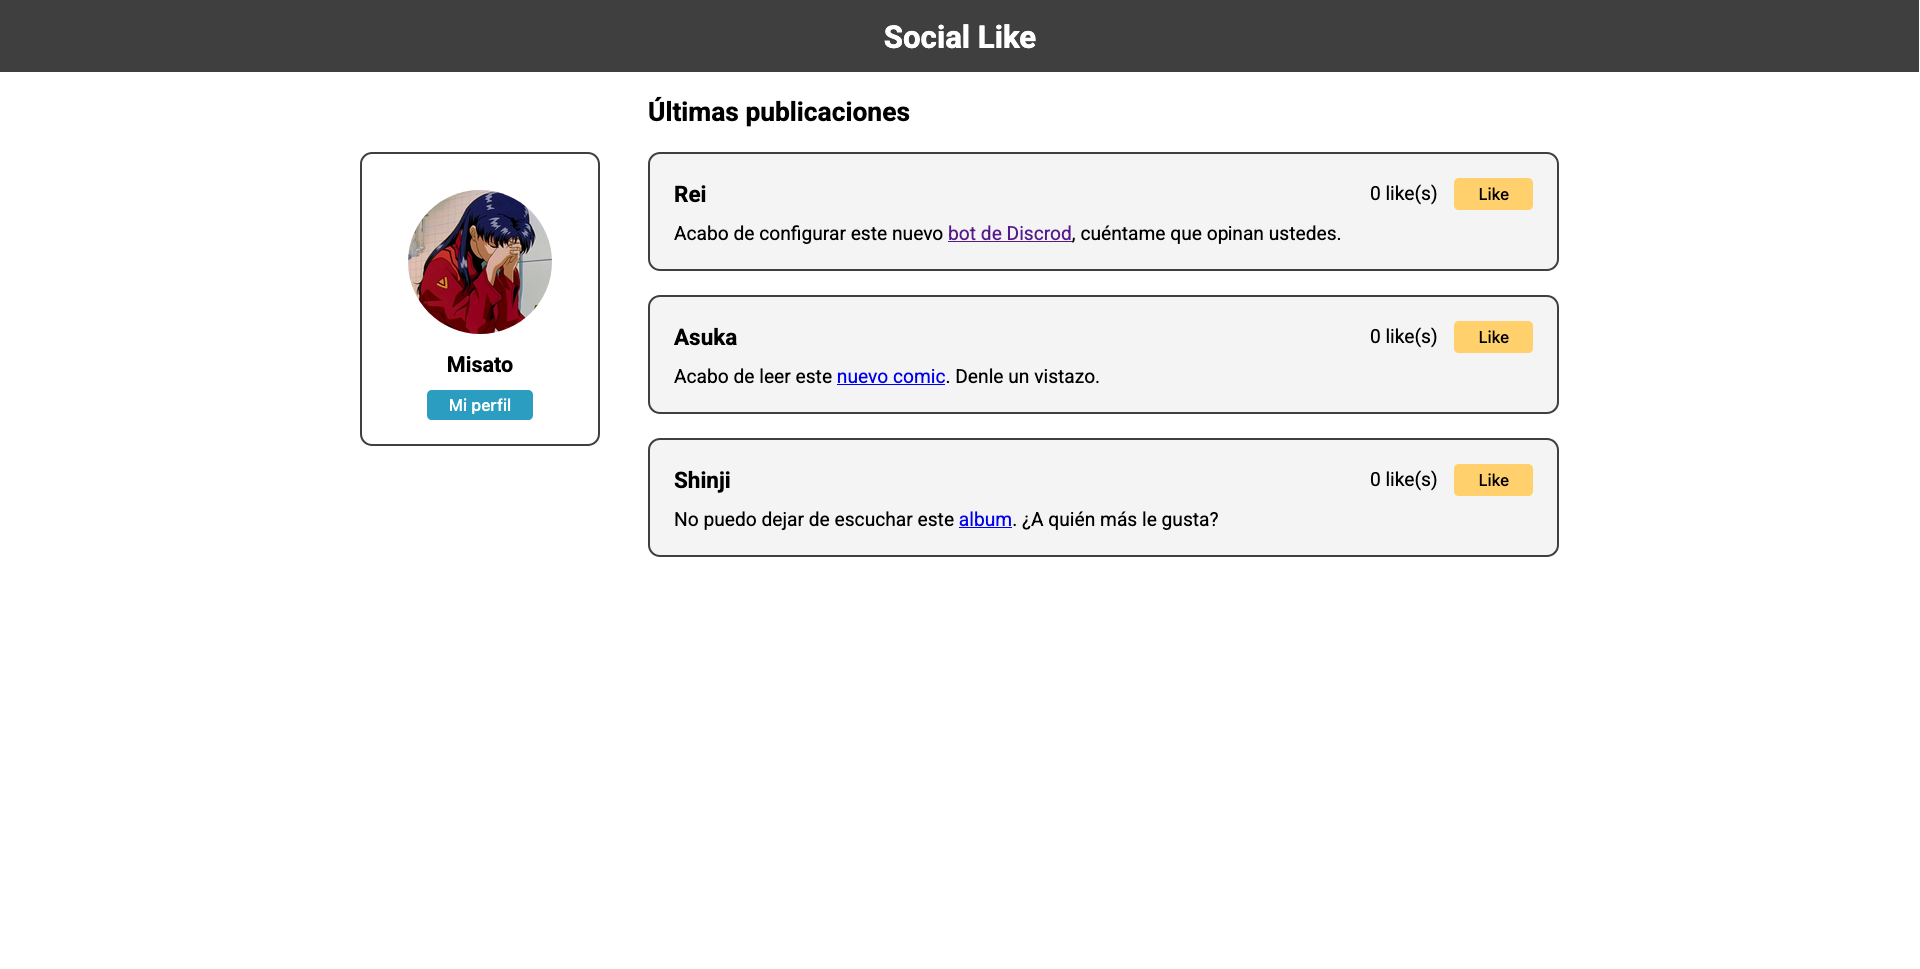 Social Like
Últimas publicaciones
Misato
Mi perfil
Rei
0 like(s)
Like
Acabo de configurar este nuevo bot de Discrod, cuéntame que opinan ustedes.
Asuka
0 like(s)
Like
Acabo de leer este nuevo comic. Denle un vistazo.
Shinji
0 like(s)
Like
No puedo dejar de escuchar este album. ¿A quién más le gusta?